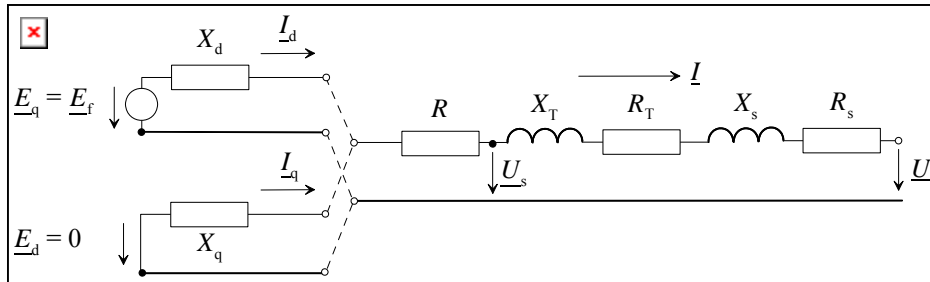 X_d
I_d
I
E_q = E_f
R
X_T
R_T
X_s
R_s
I_q
U_s
U
E_d = 0
X_q